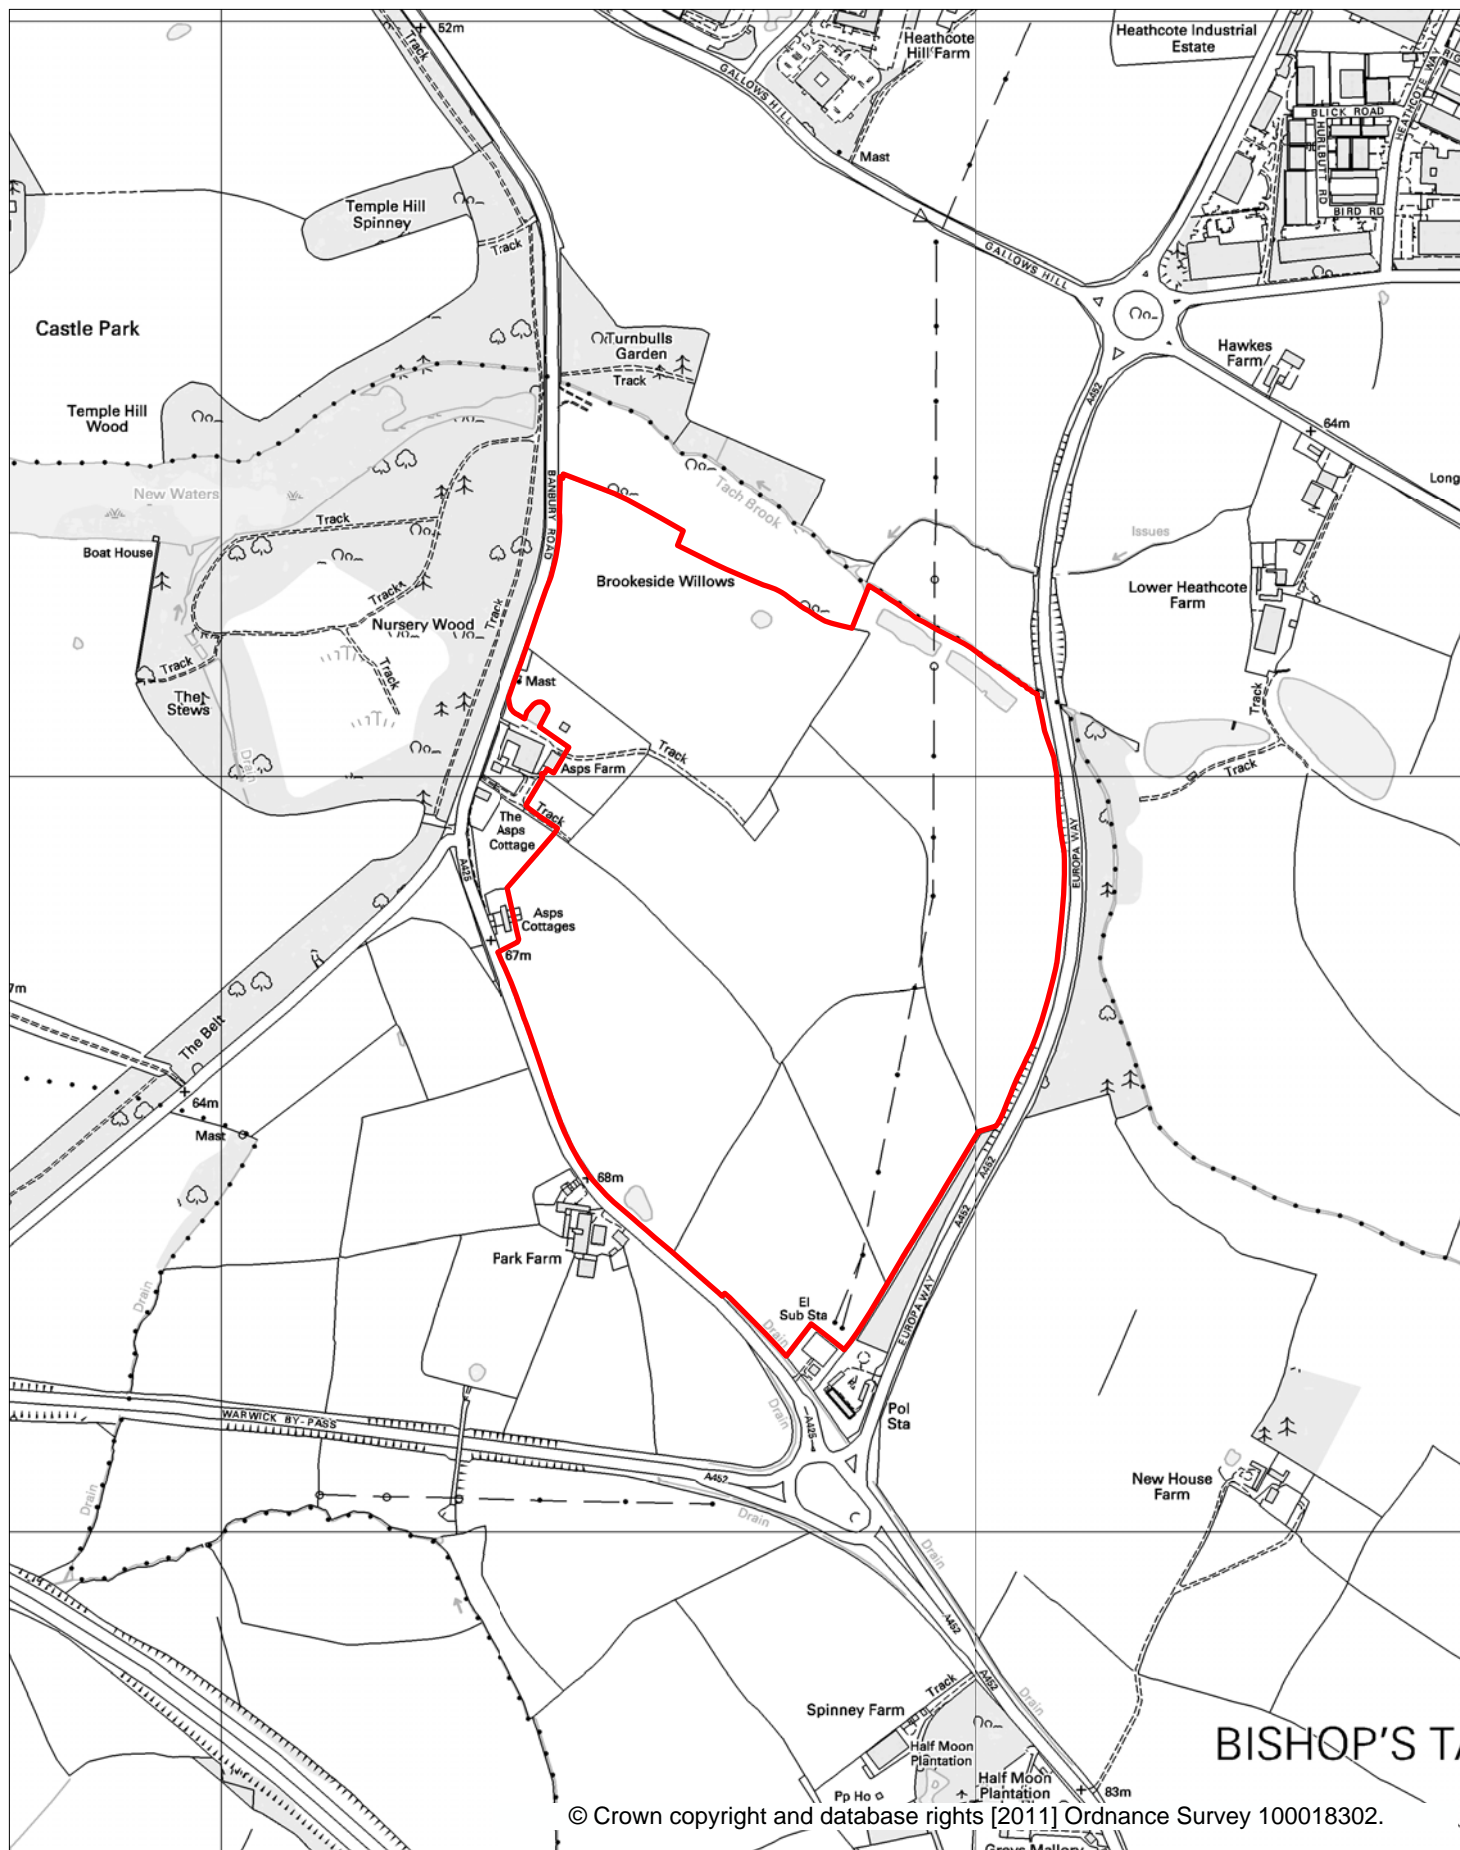 52m
Track
Heathcote
Hill Farm
Heathcote Industrial
Estate
GALLOWS HILL
BLICK ROAD
HURLBUTT RD
HEATHCOTE WAY
BIRD RD
Mast
Temple Hill
Spinney
Track
GALLOWS HILL
Castle Park
Turnbulls
Garden
Track
Hawkes
Farm
A452
Temple Hill
Wood
64m
New Waters
BANBURY ROAD
Tach Brook
Long
Track
Issues
Boat House
Brookeside Willows
Lower Heathcote
Farm
Track
Nursery Wood
Track
Track
Track
The
Stews
Mast
Track
Drain
Track
Asps Farm
Track
Track
The
Asps
Cottage
EUROPA WAY
A425
Asps
Cottages
67m
7m
The Belt
64m
Mast
A452
68m
A452
Park Farm
Drain
El
Sub Sta
Drain
EUROPA WAY
Pol
Sta
WARWICK BY-PASS
Drain
A425
A452
New House
Farm
Drain
Drain
Drain
A452
A452
Track
Drain
Spinney Farm
BISHOP'S TA
Half Moon
Plantation
Half Moon
Plantation
Pp Ho
83m
© Crown copyright and database rights [2011] Ordnance Survey 100018302.
Grays Mallory